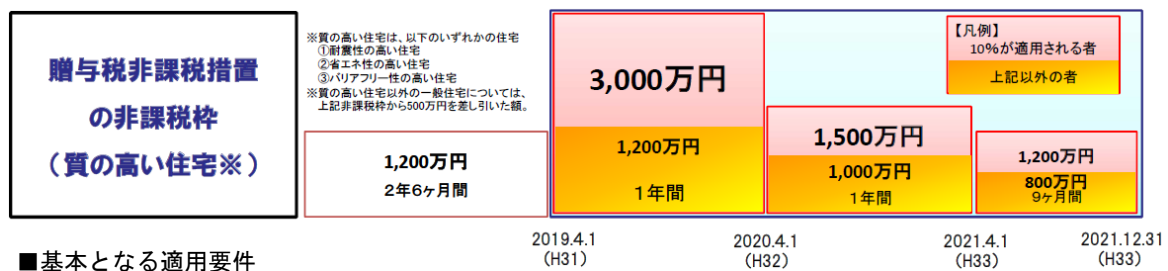 贈与税非課税措置
の非課税枠
（質の高い住宅※）
※質の高い住宅は、以下のいずれかの住宅
①耐震性の高い住宅
②省エネ性の高い住宅
③バリアフリー性の高い住宅
※質の高い住宅以外の一般住宅については、
上記非課税枠から500万円を差し引いた額。
1,200万円
2年6ヶ月間
3,000万円
1,200万円
1年間
1,500万円
1,000万円
1年間
【凡例】
10%が適用される者
上記以外の者
1,200万円
800万円
9ヶ月間
2019.4.1
(H31)
2020.4.1
(H32)
2021.4.1
(H33)
2021.12.31
(H33)
■基本となる適用要件